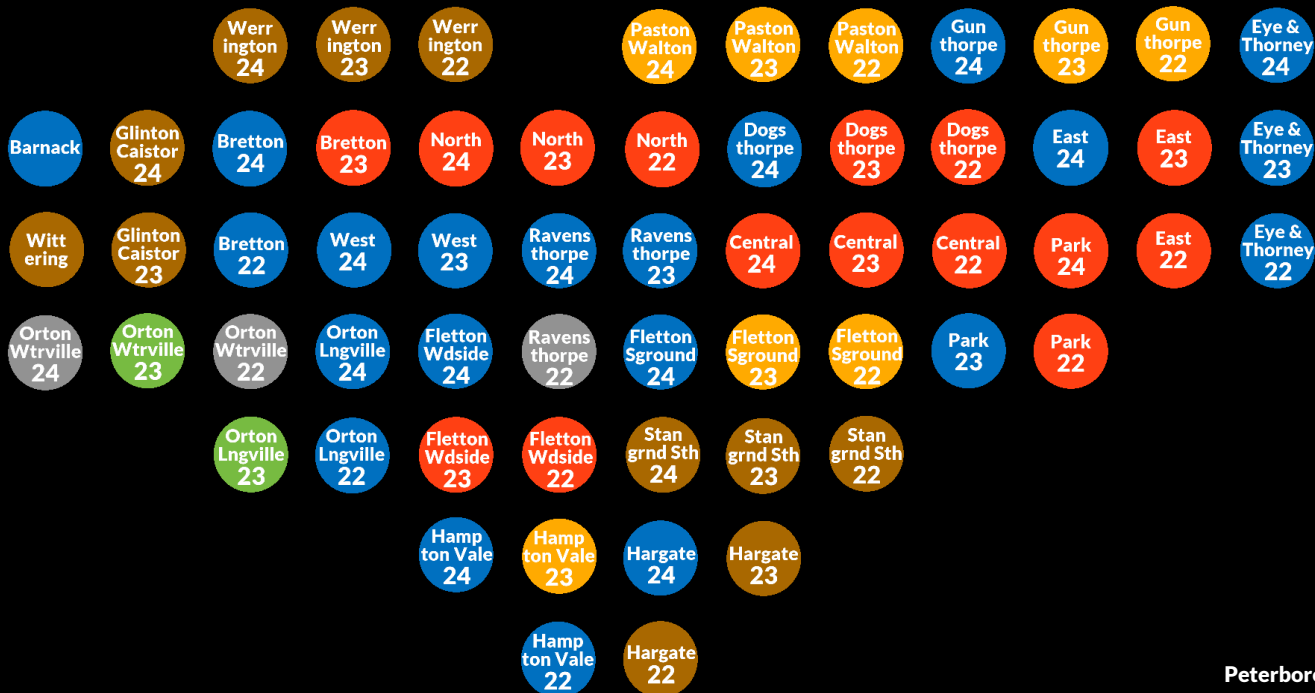 Werr
ington
24
Werr
ington
23
Werr
ington
22
Paston
Walton
24
Paston
Walton
23
Paston
Walton
22
Gun
thorpe
24
Gun
thorpe
23
Gun
thorpe
22
Eye &
Thorney
24
Barnack
Glinton
Caistor
24
Bretton
24
Bretton
23
North
24
North
23
North
22
Dogs
thorpe
24
Dogs
thorpe
23
Dogs
thorpe
22
East
24
East
23
Eye &
Thorney
23
Witt
ering
Glinton
Caistor
23
Bretton
22
West
24
West
23
Ravens
thorpe
24
Ravens
thorpe
23
Central
24
Central
23
Central
22
Park
24
East
22
Eye &
Thorney
22
Orton
Wtrville
24
Orton
Wtrville
23
Orton
Wtrville
22
Orton
Lngville
24
Fletton
Wdside
24
Ravens
thorpe
22
Fletton
Sground
24
Fletton
Sground
23
Fletton
Sground
22
Park
23
Park
22
Orton
Lngville
23
Orton
Lngville
22
Fletton
Wdside
23
Fletton
Wdside
22
Stan
grnd Sth
24
Stan
grnd Sth
23
Stan
grnd Sth
22
Hamp
ton Vale
24
Hamp
ton Vale
23
Hargate
24
Hargate
23
Hamp
ton Vale
22
Hargate
22
Peterboro